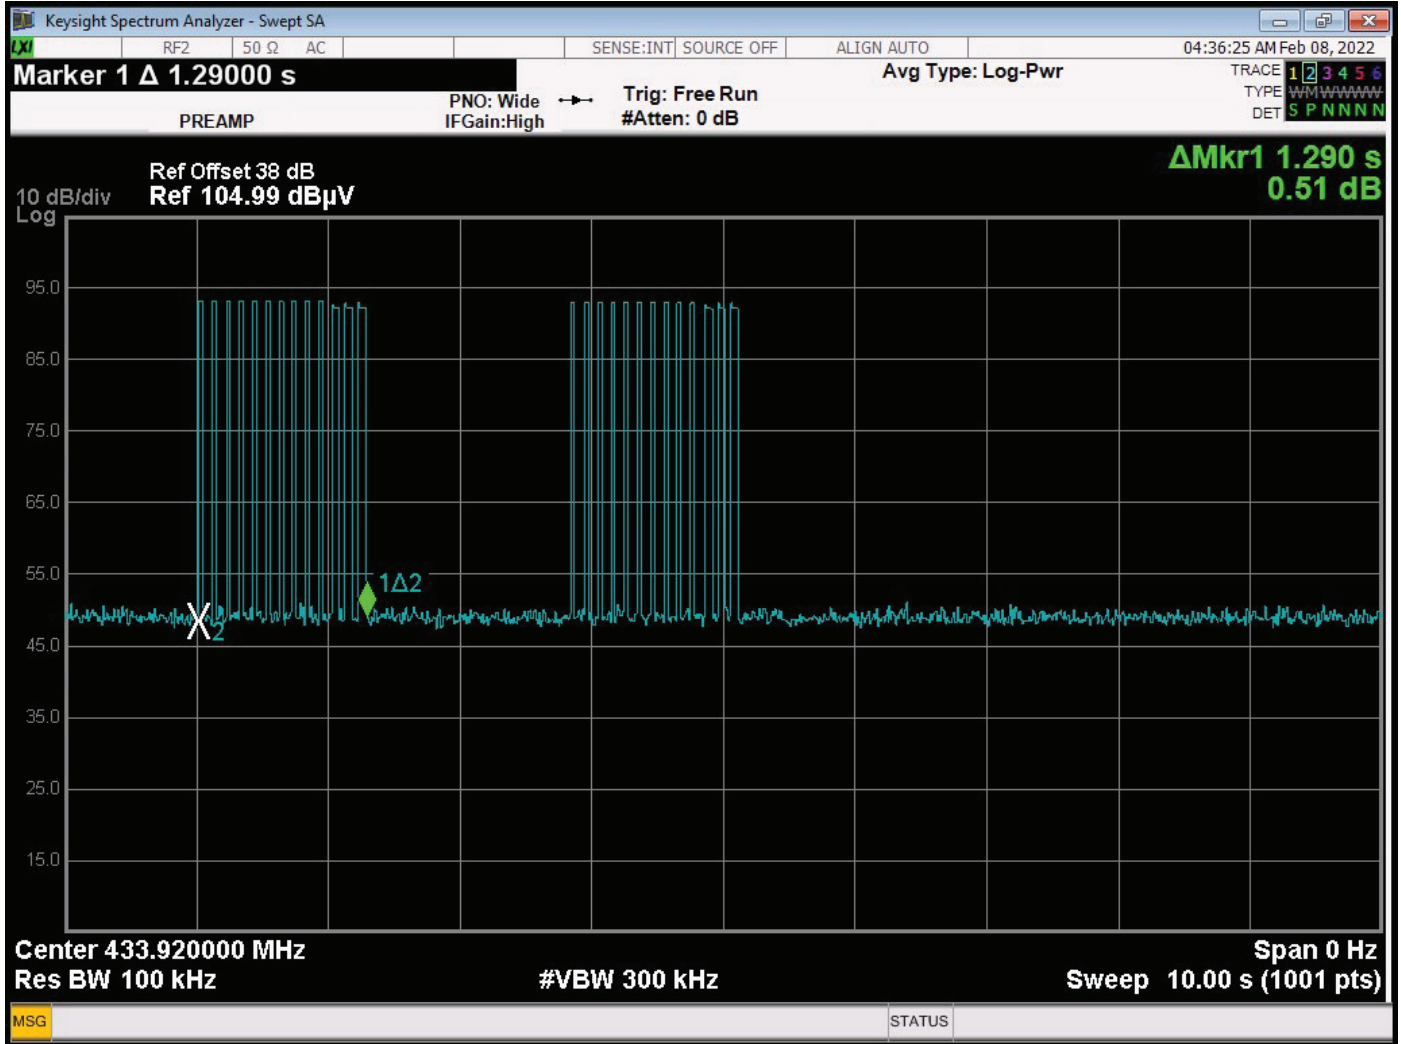 Keysight Spectrum Analyzer - Swept SA
LXI RF2 50 Ω AC SENSE:INT SOURCE OFF ALIGN AUTO 04:36:25 AM Feb 08, 2022
Marker 1 Δ 1.29000 s
PREAMP
PNO: Wide
IFGain:High
Trig: Free Run
#Atten: 0 dB
Avg Type: Log-Pwr
TRACE 1 2 3 4 5 6
TYPE WMWWWW
DET S P N N N N
ΔMkr1 1.290 s
0.51 dB
Ref Offset 38 dB
10 dB/div Ref 104.99 dBµV
Log
95.0
85.0
75.0
65.0
55.0
1Δ2
2
45.0
35.0
25.0
15.0
Center 433.920000 MHz Span 0 Hz
Res BW 100 kHz #VBW 300 kHz Sweep 10.00 s (1001 pts)
MSG STATUS